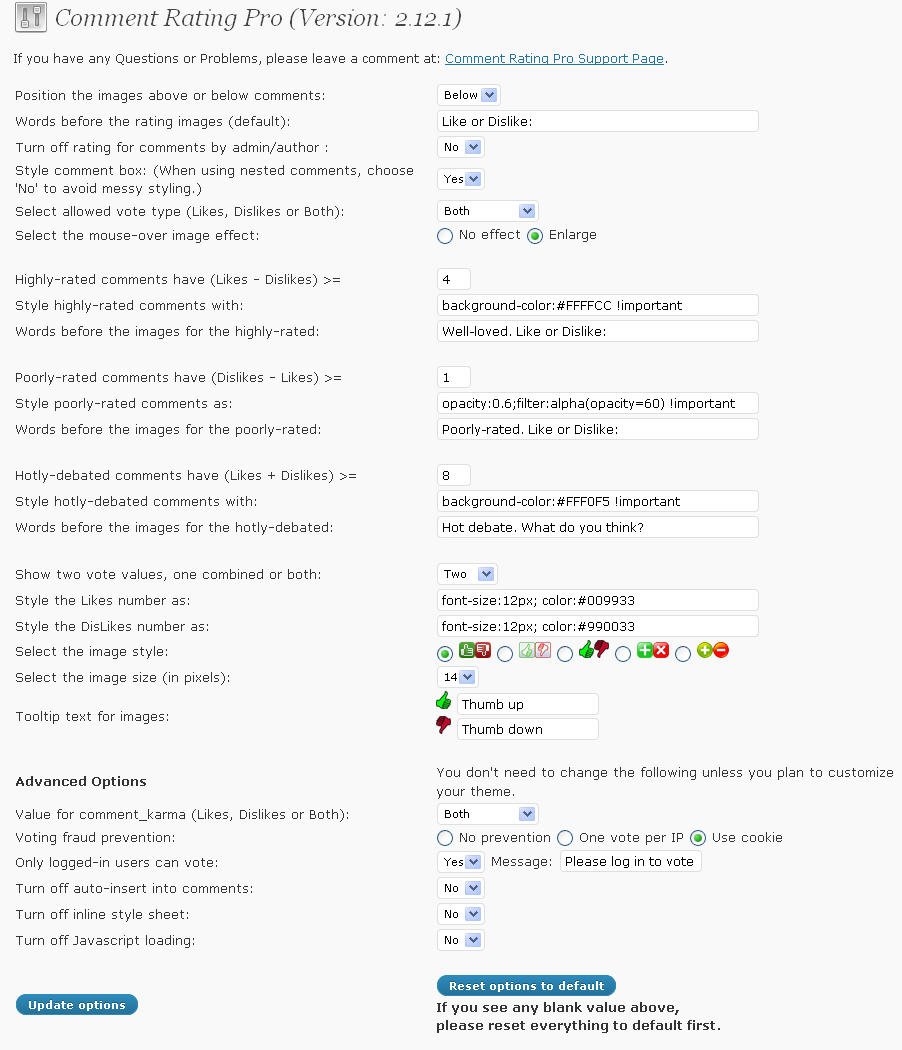 Comment Rating Pro (Version: 2.12.1)
If you have any Questions or Problems, please leave a comment at: Comment Rating Pro Support Page.
Position the images above or below comments: Below
Words before the rating images (default): Like or Dislike:
Turn off rating for comments by admin/author : No
Style comment box: (When using nested comments, choose
'No' to avoid messy styling.) Yes
Select allowed vote type (Likes, Dislikes or Both): Both
Select the mouse-over image effect: No effect Enlarge
Highly-rated comments have (Likes - Dislikes) >= 4
Style highly-rated comments with: background-color:#FFFFCC !important
Words before the images for the highly-rated: Well-loved. Like or Dislike:
Poorly-rated comments have (Dislikes - Likes) >= 1
Style poorly-rated comments as: opacity:0.6;filter:alpha(opacity=60) !important
Words before the images for the poorly-rated: Poorly-rated. Like or Dislike:
Hotly-debated comments have (Likes + Dislikes) >= 8
Style hotly-debated comments with: background-color:#FFF0F5 !important
Words before the images for the hotly-debated: Hot debate. What do you think?
Show two vote values, one combined or both: Two
Style the Likes number as: font-size:12px; color:#009933
Style the DisLikes number as: font-size:12px; color:#990033
Select the image style:
Select the image size (in pixels): 14
Tooltip text for images: Thumb up
Thumb down
Advanced Options You don't need to change the following unless you plan to customize
your theme.
Value for comment_karma (Likes, Dislikes or Both): Both
Voting fraud prevention: No prevention One vote per IP Use cookie
Only logged-in users can vote: Yes Message: Please log in to vote
Turn off auto-insert into comments: No
Turn off inline style sheet: No
Turn off Javascript loading: No
Update options Reset options to default
If you see any blank value above,
please reset everything to default first.